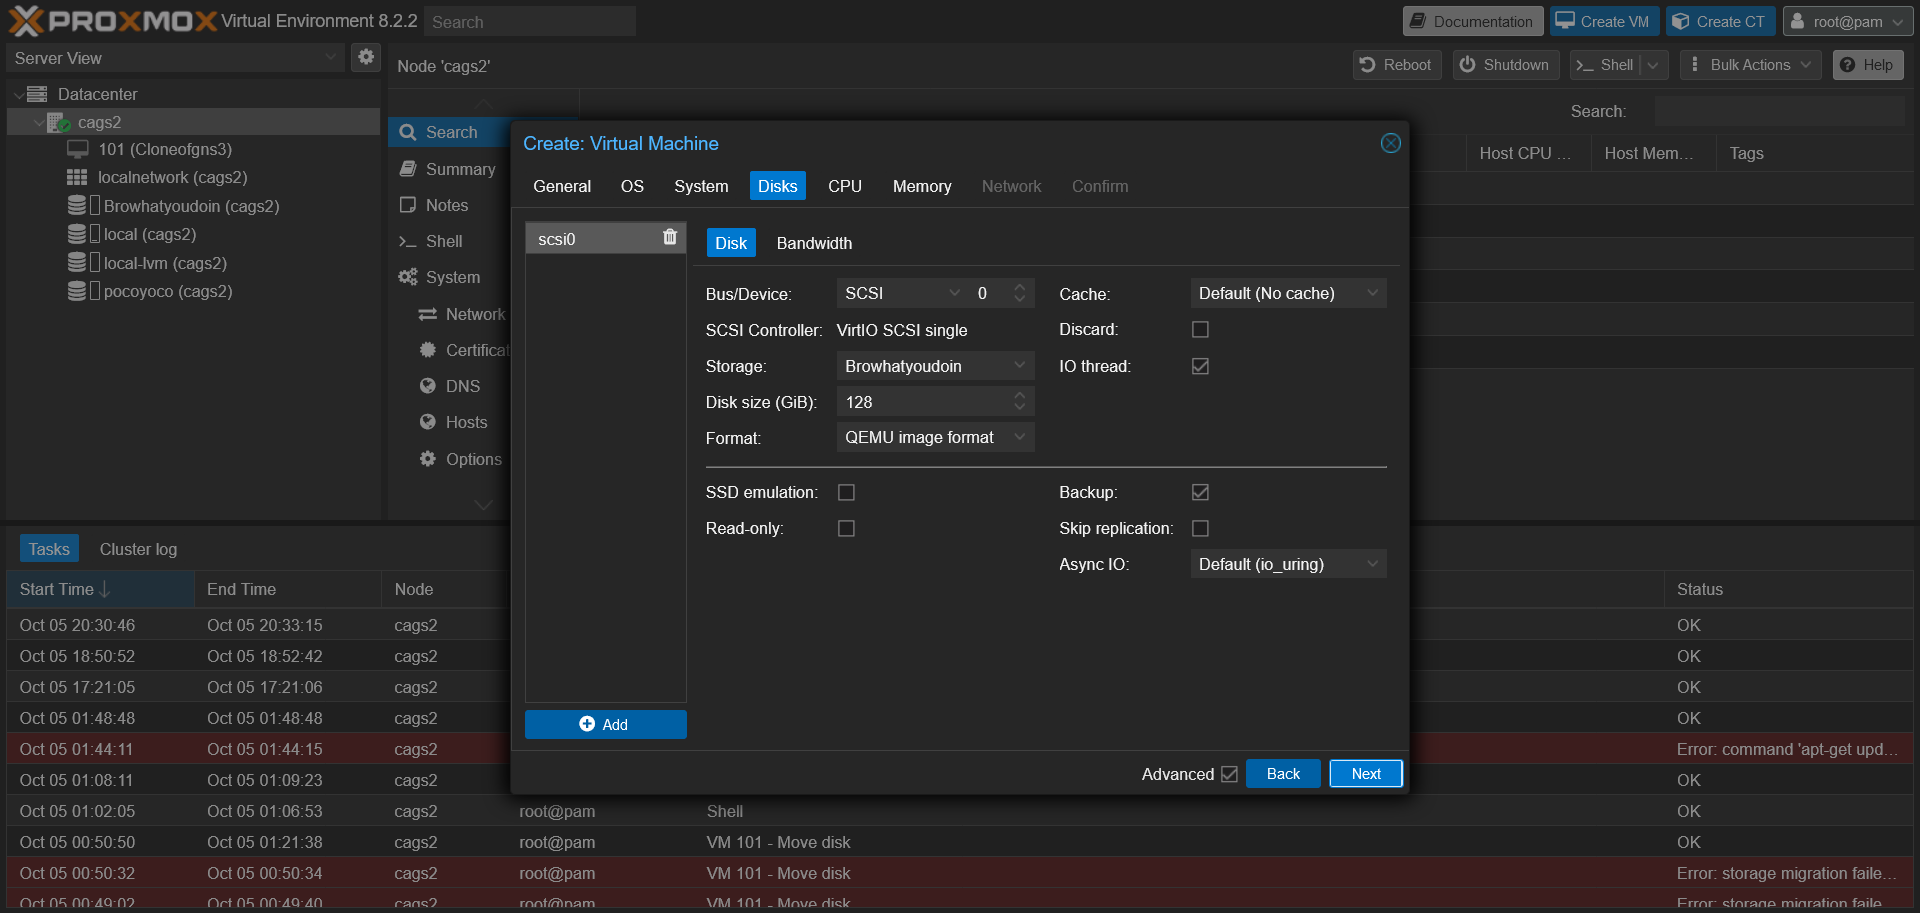 PROXMOX Virtual Environment 8.2.2 Search Documentation Create VM Create CT root@pam
Server View
Node 'cags2' Reboot Shutdown Shell Bulk Actions Help
Datacenter
cags2
101 (Cloneofgns3)
localnetwork (cags2)
Browhatyoudoin (cags2)
local (cags2)
local-lvm (cags2)
pocoyoco (cags2)
Search
Summary
Notes
Shell
System
Network
Certificat
DNS
Hosts
Options
Search:
Host CPU ... Host Mem... Tags
Create: Virtual Machine
General OS System Disks CPU Memory Network Confirm
scsi0
Disk Bandwidth
Bus/Device: SCSI 0 Cache: Default (No cache)
SCSI Controller: VirtIO SCSI single Discard:
Storage: Browhatyoudoin IO thread:
Disk size (GiB): 128
Format: QEMU image format
SSD emulation: Backup:
Read-only: Skip replication:
Async IO: Default (io_uring)
Add
Advanced Back Next
Tasks Cluster log
Start Time End Time Node Status
Oct 05 20:30:46 Oct 05 20:33:15 cags2 OK
Oct 05 18:50:52 Oct 05 18:52:42 cags2 OK
Oct 05 17:21:05 Oct 05 17:21:06 cags2 OK
Oct 05 01:48:48 Oct 05 01:48:48 cags2 OK
Oct 05 01:44:11 Oct 05 01:44:15 cags2 Error: command 'apt-get upd...
Oct 05 01:08:11 Oct 05 01:09:23 cags2 OK
Oct 05 01:02:05 Oct 05 01:06:53 cags2 root@pam Shell OK
Oct 05 00:50:50 Oct 05 01:21:38 cags2 root@pam VM 101 - Move disk OK
Oct 05 00:50:32 Oct 05 00:50:34 cags2 root@pam VM 101 - Move disk Error: storage migration faile...
Oct 05 00:49:02 Oct 05 00:49:40 cags2 root@pam VM 101 - Move disk Error: storage migration faile